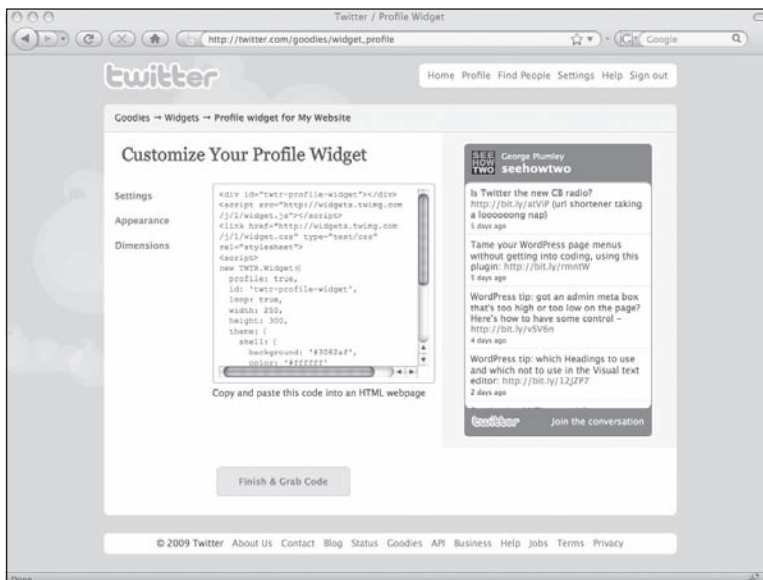 Twitter / Profile Widget
http://twitter.com/goodies/widget_profile
Google
twitter
Home Profile Find People Settings Help Sign out
Goodies → Widgets → Profile widget for My Website
Customize Your Profile Widget
Settings
Appearance
Dimensions
<div id="twtr-profile-widget"></div>
<script src="http://widgets.twimg.com
/j/1/widget.js"></script>
<link href="http://widgets.twimg.com
/j/1/widget.css" type="text/css"
rel="stylesheet">
<script>
new TWTR.Widget({
profile: true,
id: 'twtr-profile-widget',
loop: true,
width: 250,
height: 300,
theme: {
shell: {
background: '#3082af',
color: '#ffffff'
Copy and paste this code into an HTML webpage
SEE
HOW
TWO
George Plumley
seehowtwo
Is Twitter the new CB radio?
http://bit.ly/atViP (url shortener taking
a loooooong nap)
5 days ago
Tame your WordPress page menus
without getting into coding, using this
plugin: http://bit.ly/rmntW
5 days ago
WordPress tip: got an admin meta box
that's too high or too low on the page?
Here's how to have some control –
http://bit.ly/vSV6n
4 days ago
WordPress tip: which Headings to use
and which not to use in the Visual text
editor: http://bit.ly/12JZP7
2 days ago
twitter
Join the conversation
Finish & Grab Code
© 2009 Twitter About Us Contact Blog Status Goodies API Business Help Jobs Terms Privacy
Done